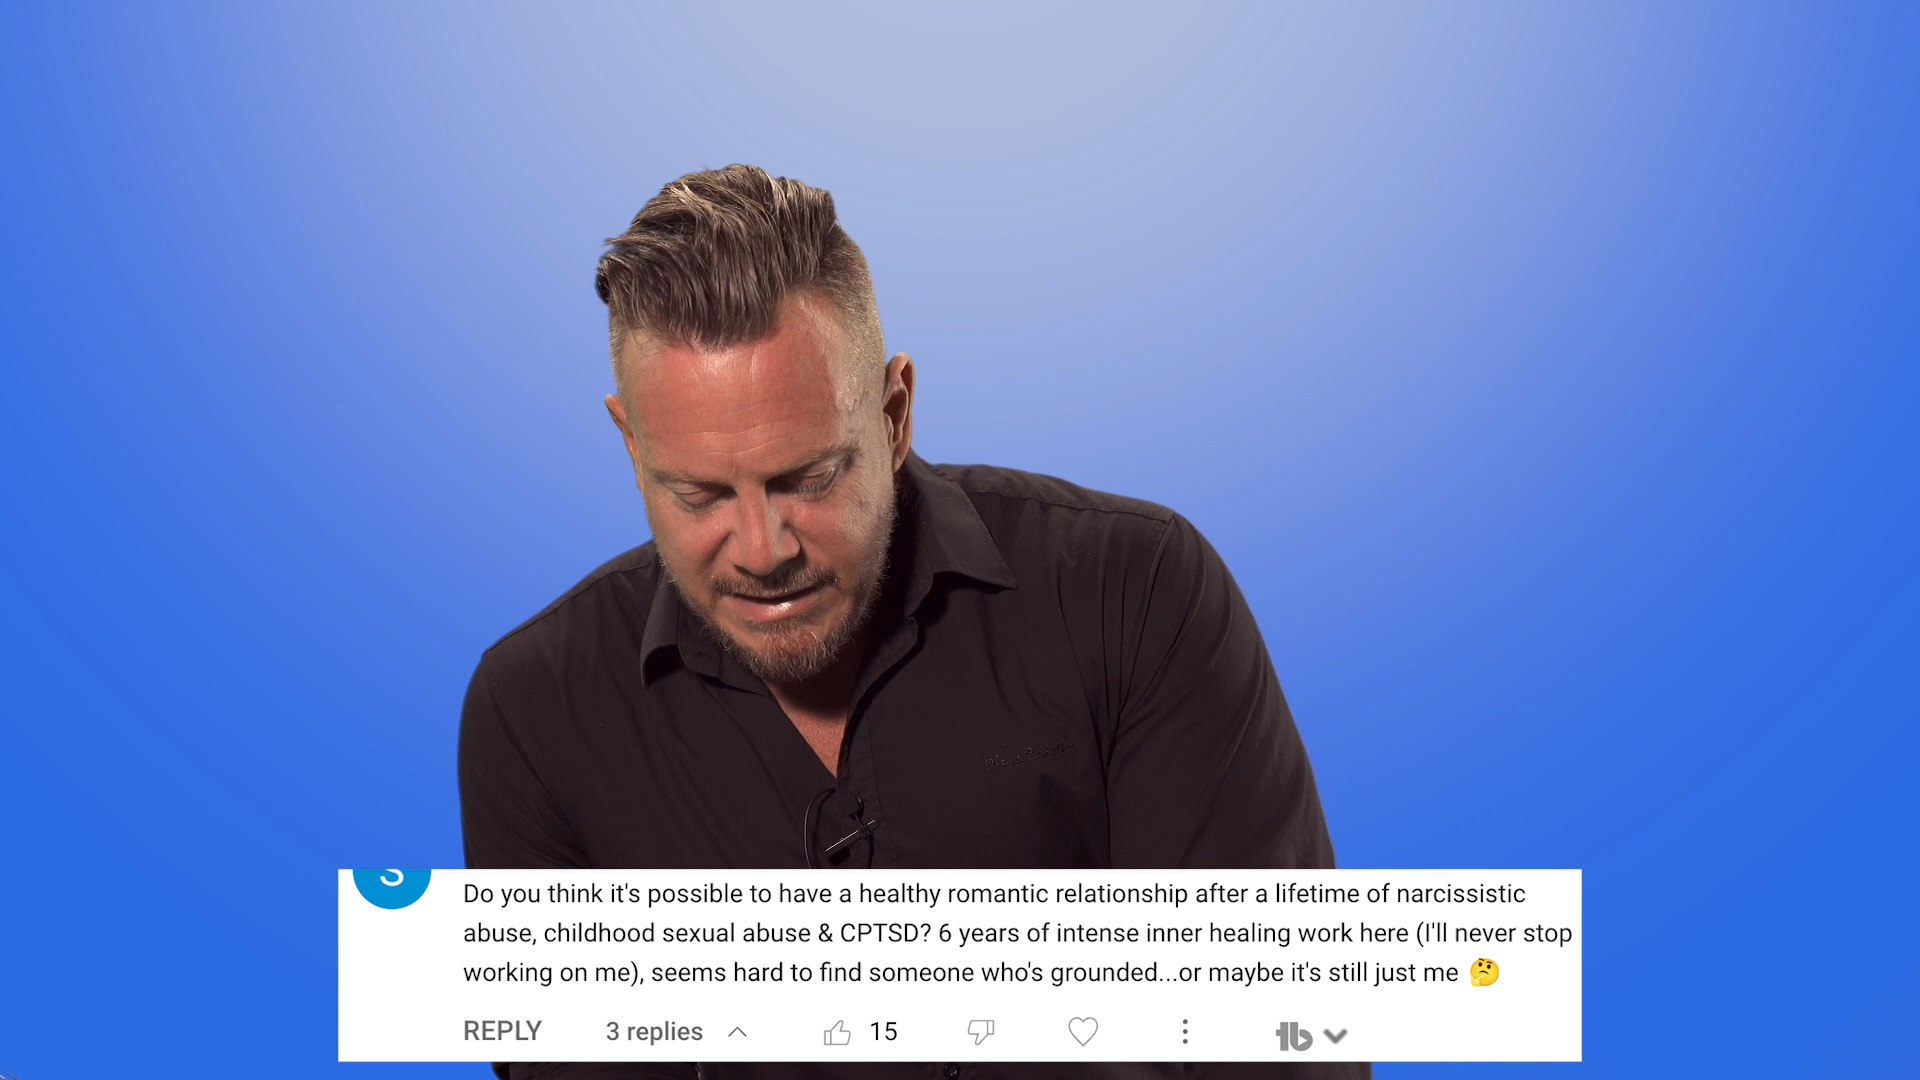 S
Do you think it's possible to have a healthy romantic relationship after a lifetime of narcissistic
abuse, childhood sexual abuse & CPTSD? 6 years of intense inner healing work here (I'll never stop
working on me), seems hard to find someone who's grounded...or maybe it's still just me 🤔
REPLY 3 replies 15
tb